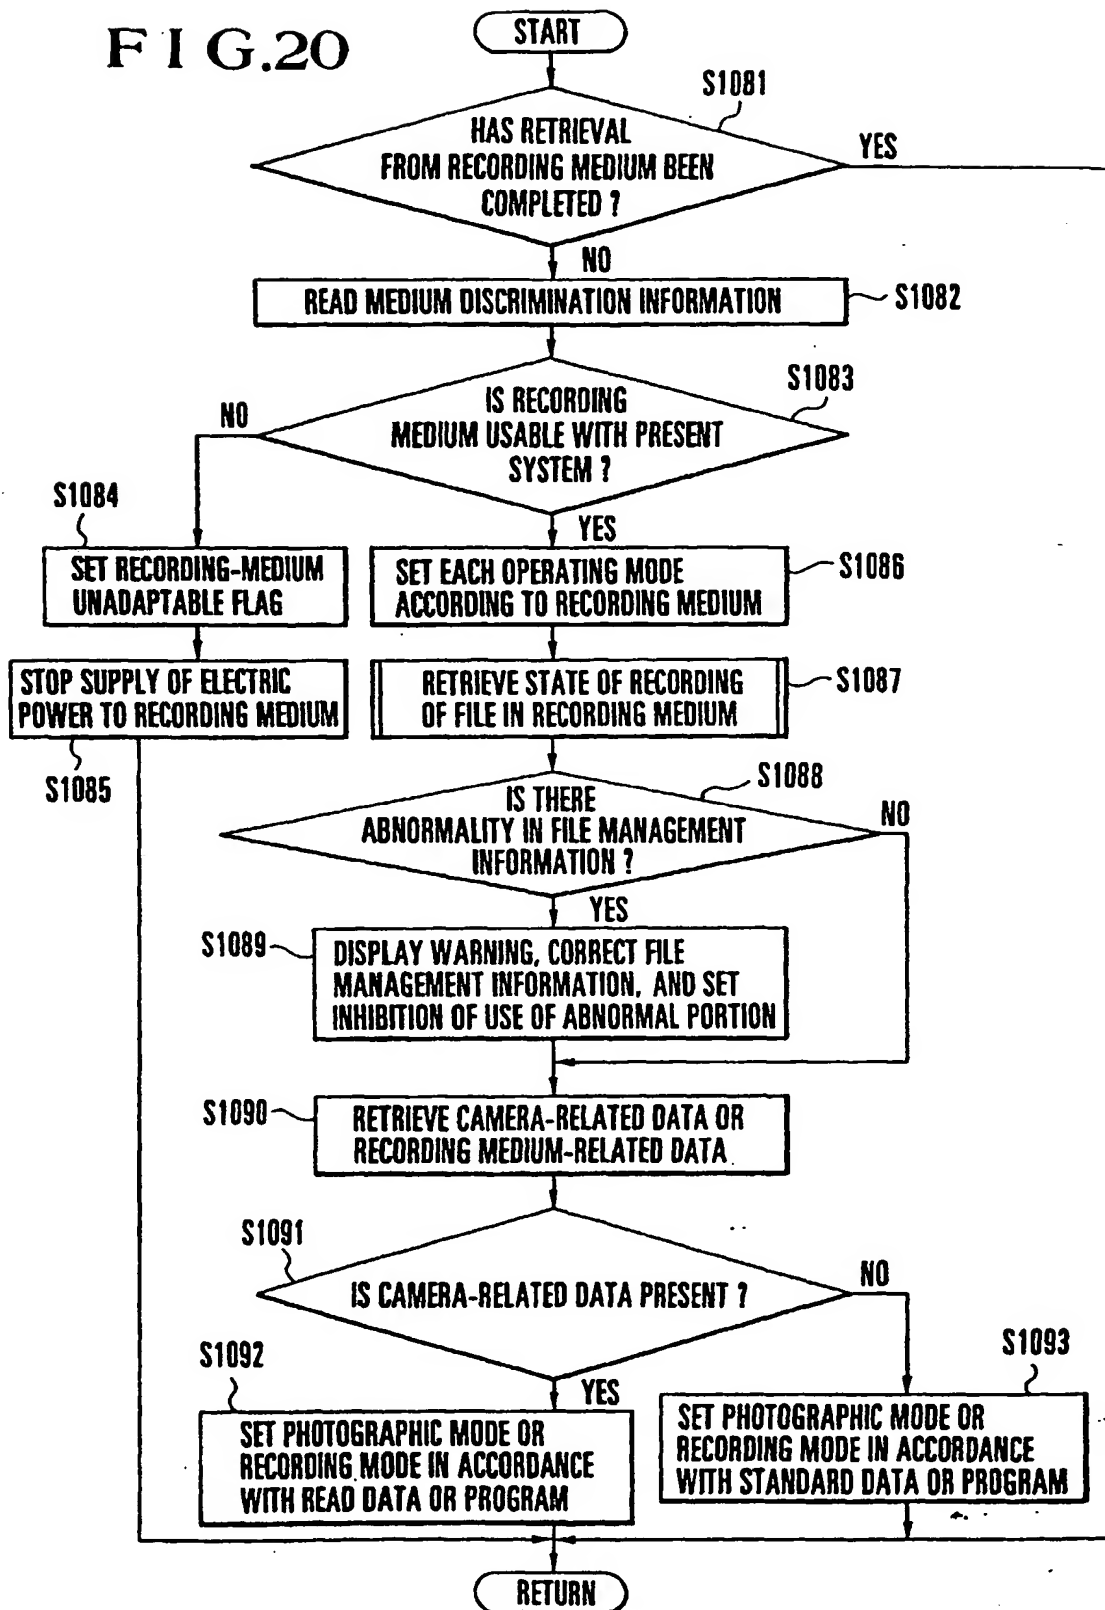 FIG.20
START
S1081
HAS RETRIEVAL
FROM RECORDING MEDIUM BEEN
COMPLETED ?
YES
NO
READ MEDIUM DISCRIMINATION INFORMATION
S1082
S1083
IS RECORDING
MEDIUM USABLE WITH PRESENT
SYSTEM ?
NO
YES
S1084
SET RECORDING-MEDIUM
UNADAPTABLE FLAG
SET EACH OPERATING MODE
ACCORDING TO RECORDING MEDIUM
S1086
STOP SUPPLY OF ELECTRIC
POWER TO RECORDING MEDIUM
S1085
RETRIEVE STATE OF RECORDING
OF FILE IN RECORDING MEDIUM
S1087
S1088
IS THERE
ABNORMALITY IN FILE MANAGEMENT
INFORMATION ?
NO
YES
S1089
DISPLAY WARNING, CORRECT FILE
MANAGEMENT INFORMATION, AND SET
INHIBITION OF USE OF ABNORMAL PORTION
S1090
RETRIEVE CAMERA-RELATED DATA OR
RECORDING MEDIUM-RELATED DATA
S1091
IS CAMERA-RELATED DATA PRESENT ?
NO
YES
S1092
SET PHOTOGRAPHIC MODE OR
RECORDING MODE IN ACCORDANCE
WITH READ DATA OR PROGRAM
S1093
SET PHOTOGRAPHIC MODE OR
RECORDING MODE IN ACCORDANCE
WITH STANDARD DATA OR PROGRAM
RETURN